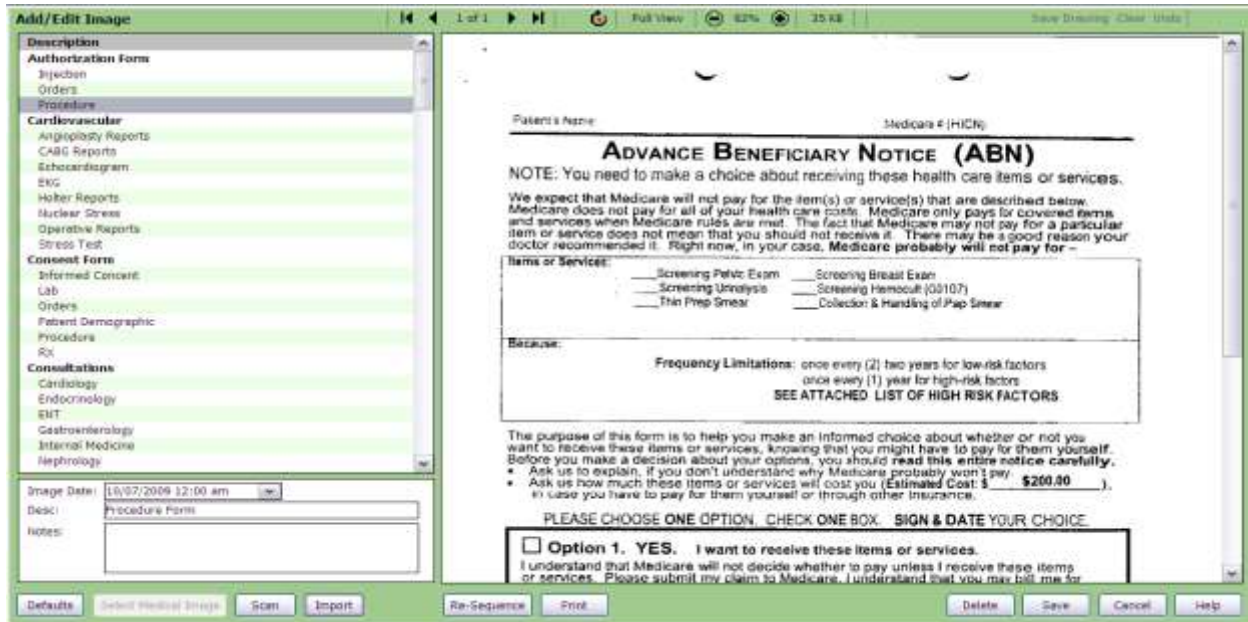 Add/Edit Image
1 of 1
Full View
82%
35 KB
Save Drawing Clear Undo
Description
Authorization Form
Injection
Orders
Procedure
Cardiovascular
Angioplasty Reports
CABG Reports
Echocardiogram
EKG
Holter Reports
Nuclear Stress
Operative Reports
Stress Test
Consent Form
Informed Concent
Lab
Orders
Patient Demographic
Procedure
RX
Consultations
Cardiology
Endocrinology
ENT
Gastroenterology
Internal Medicine
Nephrology
Image Date: 10/07/2009 12:00 am
Desc: Procedure Form
Notes:
Defaults
Select Medical Image
Scan
Import
Patient's Name:
Medicare # (HICN):
ADVANCE BENEFICIARY NOTICE (ABN)
NOTE: You need to make a choice about receiving these health care items or services.
We expect that Medicare will not pay for the item(s) or service(s) that are described below.
Medicare does not pay for all of your health care costs. Medicare only pays for covered items
and services when Medicare rules are met. The fact that Medicare may not pay for a particular
item or service does not mean that you should not receive it. There may be a good reason your
doctor recommended it. Right now, in your case, Medicare probably will not pay for –
Items or Services:
____Screening Pelvic Exam ____Screening Breast Exam
____Screening Urinalysis ____Screening Hemocult (G0107)
____Thin Prep Smear ____Collection & Handling of Pap Smear
Because:
Frequency Limitations: once every (2) two years for low-risk factors
once every (1) year for high-risk factors
SEE ATTACHED LIST OF HIGH RISK FACTORS
The purpose of this form is to help you make an informed choice about whether or not you
want to receive these items or services, knowing that you might have to pay for them yourself.
Before you make a decision about your options, you should read this entire notice carefully.
• Ask us to explain, if you don't understand why Medicare probably won't pay.
• Ask us how much these items or services will cost you (Estimated Cost: $ $200.00 ),
in case you have to pay for them yourself or through other insurance.
PLEASE CHOOSE ONE OPTION. CHECK ONE BOX. SIGN & DATE YOUR CHOICE.
Option 1. YES. I want to receive these items or services.
I understand that Medicare will not decide whether to pay unless I receive these items
or services. Please submit my claim to Medicare. I understand that you may bill me for
Re-Sequence
Print
Delete
Save
Cancel
Help